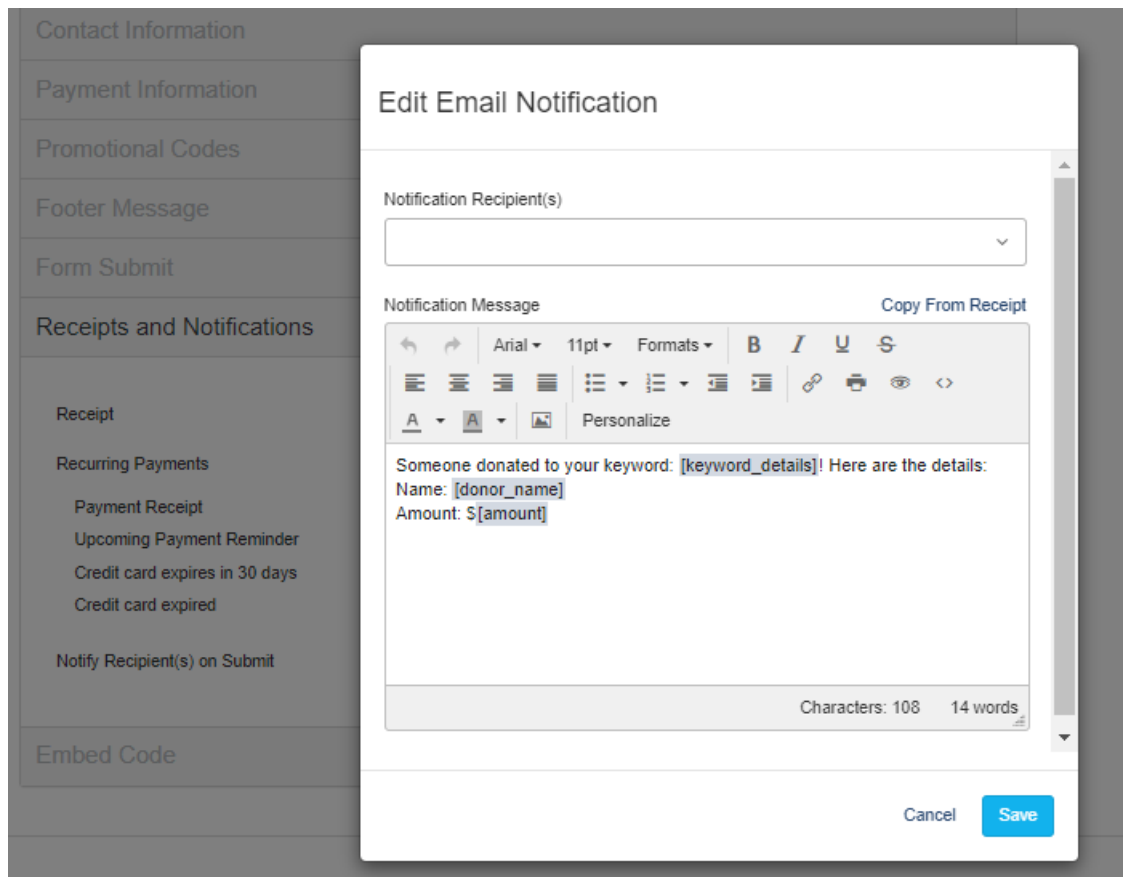 Contact Information
Payment Information
Promotional Codes
Footer Message
Form Submit
Receipts and Notifications
Receipt
Recurring Payments
Payment Receipt
Upcoming Payment Reminder
Credit card expires in 30 days
Credit card expired
Notify Recipient(s) on Submit
Embed Code
Edit Email Notification
Notification Recipient(s)
Notification Message Copy From Receipt
Arial 11pt Formats B I U S
A A Personalize
Someone donated to your keyword: [keyword_details]! Here are the details:
Name: [donor_name]
Amount: $[amount]
Characters: 108 14 words
Cancel Save